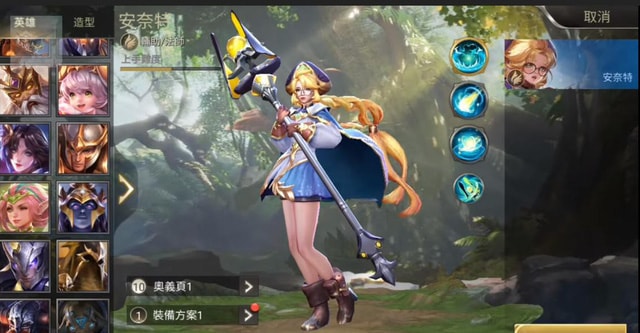 英雄
造型
安奈特
取消
輔助/法師
上手難度
安奈特
10 奧義頁1
1 裝備方案1